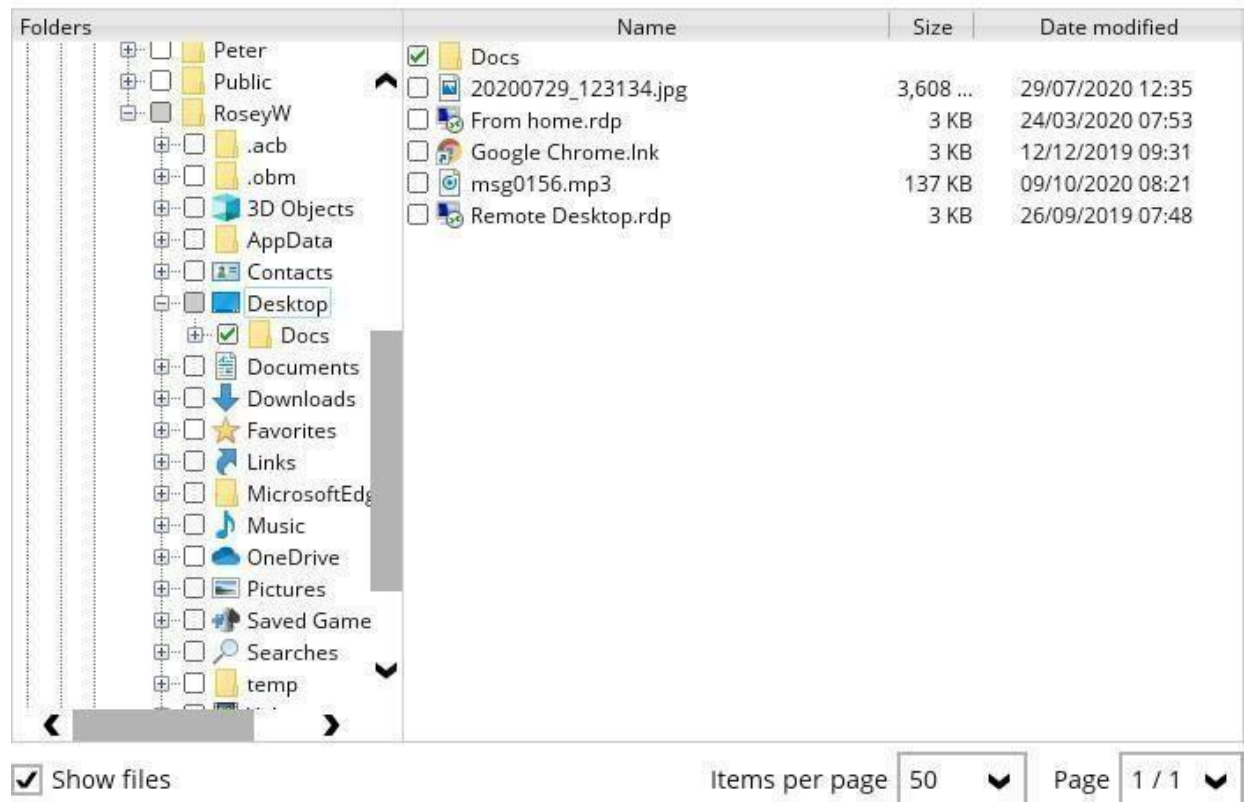 Folders
Peter
Public
RoseyW
.acb
.obm
3D Objects
AppData
Contacts
Desktop
Docs
Documents
Downloads
Favorites
Links
MicrosoftEdg
Music
OneDrive
Pictures
Saved Game
Searches
temp
Name Size Date modified
Docs
20200729_123134.jpg 3,608 ... 29/07/2020 12:35
From home.rdp 3 KB 24/03/2020 07:53
Google Chrome.lnk 3 KB 12/12/2019 09:31
msg0156.mp3 137 KB 09/10/2020 08:21
Remote Desktop.rdp 3 KB 26/09/2019 07:48
Show files Items per page 50 Page 1 / 1